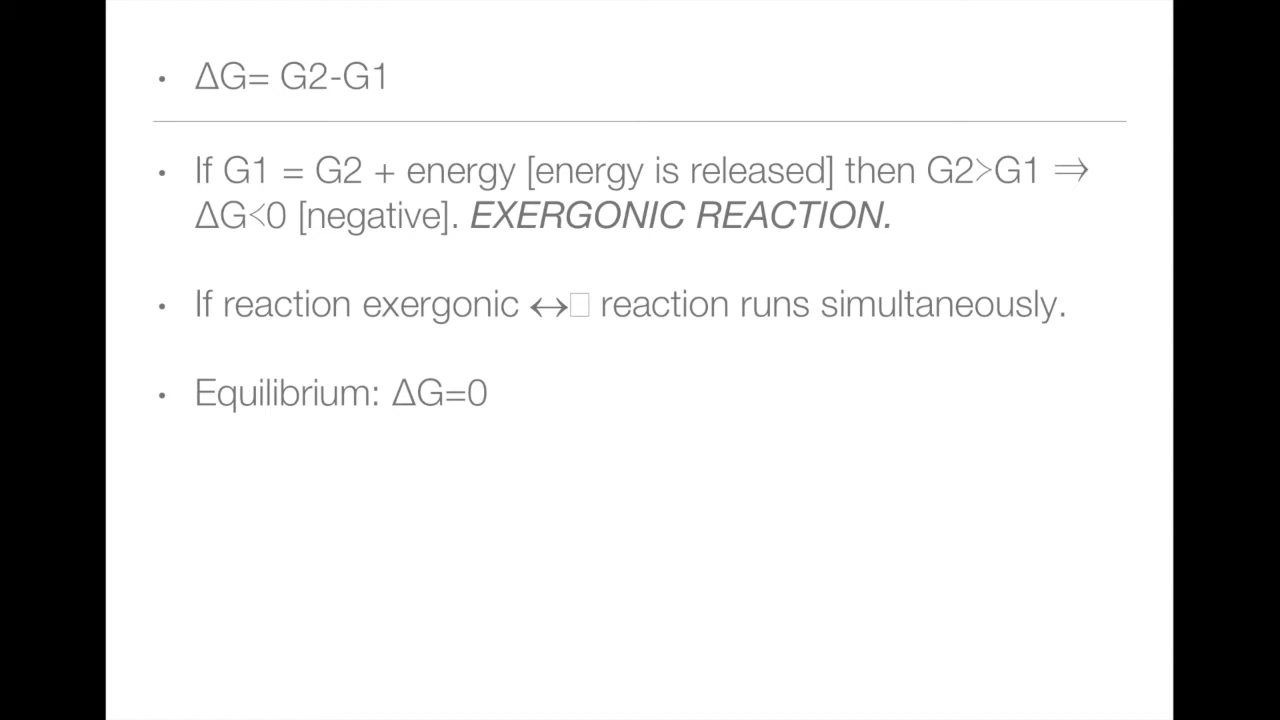 • ΔG= G2-G1
• If G1 = G2 + energy [energy is released] then G2>G1 ⇒
ΔG<0 [negative]. EXERGONIC REACTION.
• If reaction exergonic ↔□ reaction runs simultaneously.
• Equilibrium: ΔG=0